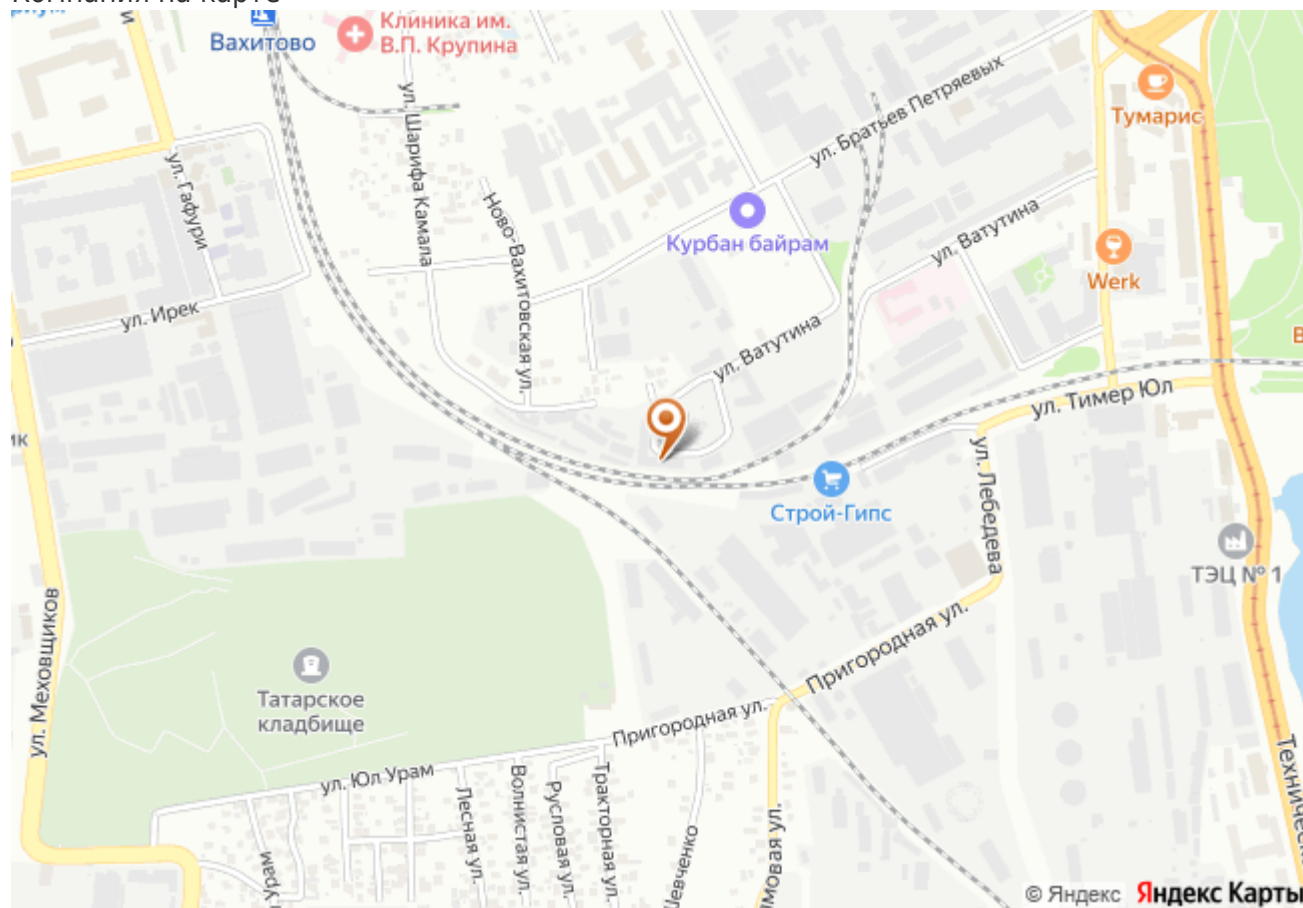 Компания на карте
Вахитово
Клиника им.
В.П. Крупина
ул. Гафури
ул. Шарифа Камала
Ново-Вахитовская ул.
ул. Братьев Петряевых
Тумарис
Курбан байрам
ул. Ватутина
Werk
ул. Ирек
ул. Ватутина
ул. Тимер Юл
Строй-Гипс
ул. Лебедева
ТЭЦ № 1
ул. Меховщиков
Татарское
кладбище
Пригородная ул.
Пригородная ул.
ул. Юл Урам
Лесная ул.
Волнистая ул.
Русловая ул.
Тракторная ул.
© Яндекс Яндекс Карты